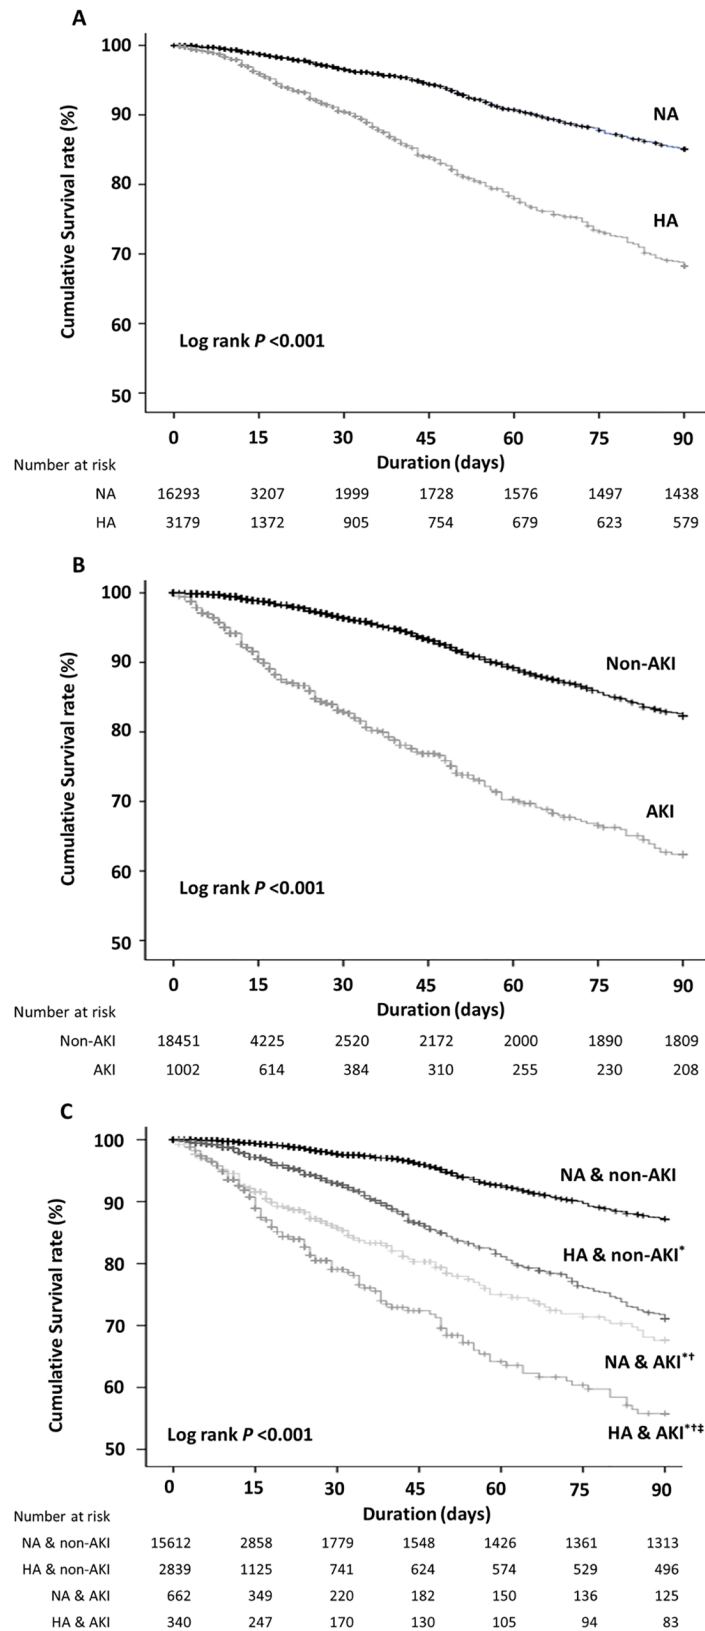 A
100
90
80
70
60
50
Cumulative Survival rate (%)
NA
HA
Log rank P <0.001
0 15 30 45 60 75 90
Number at risk
Duration (days)
NA 16293 3207 1999 1728 1576 1497 1438
HA 3179 1372 905 754 679 623 579
B
100
90
80
70
60
50
Cumulative Survival rate (%)
Non-AKI
AKI
Log rank P <0.001
0 15 30 45 60 75 90
Number at risk
Duration (days)
Non-AKI 18451 4225 2520 2172 2000 1890 1809
AKI 1002 614 384 310 255 230 208
C
100
90
80
70
60
50
Cumulative Survival rate (%)
NA & non-AKI
HA & non-AKI*
NA & AKI*†
HA & AKI*†‡
Log rank P <0.001
0 15 30 45 60 75 90
Duration (days)
Number at risk
NA & non-AKI 15612 2858 1779 1548 1426 1361 1313
HA & non-AKI 2839 1125 741 624 574 529 496
NA & AKI 662 349 220 182 150 136 125
HA & AKI 340 247 170 130 105 94 83